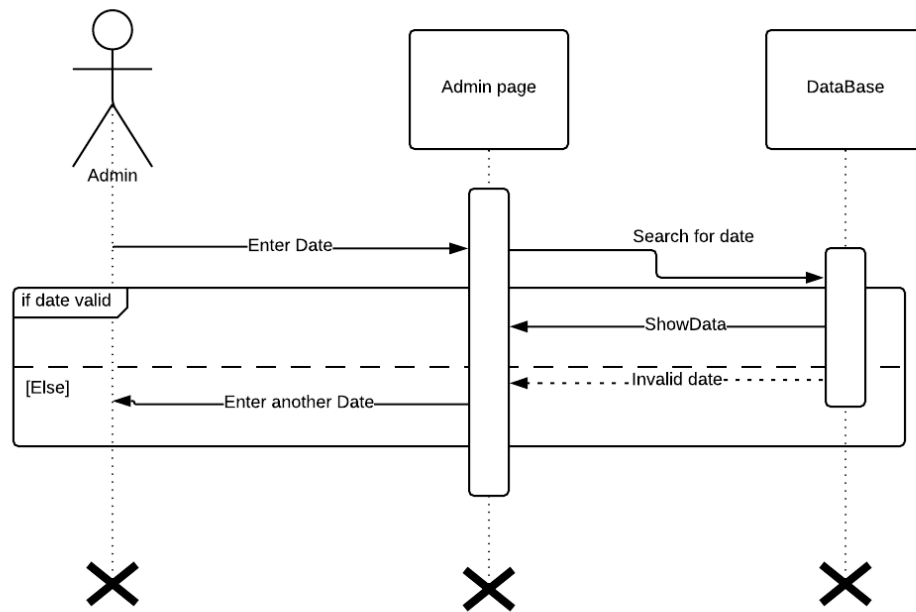 Admin page
DataBase
Admin
Enter Date
Search for date
if date valid
ShowData
[Else]
Invalid date
Enter another Date